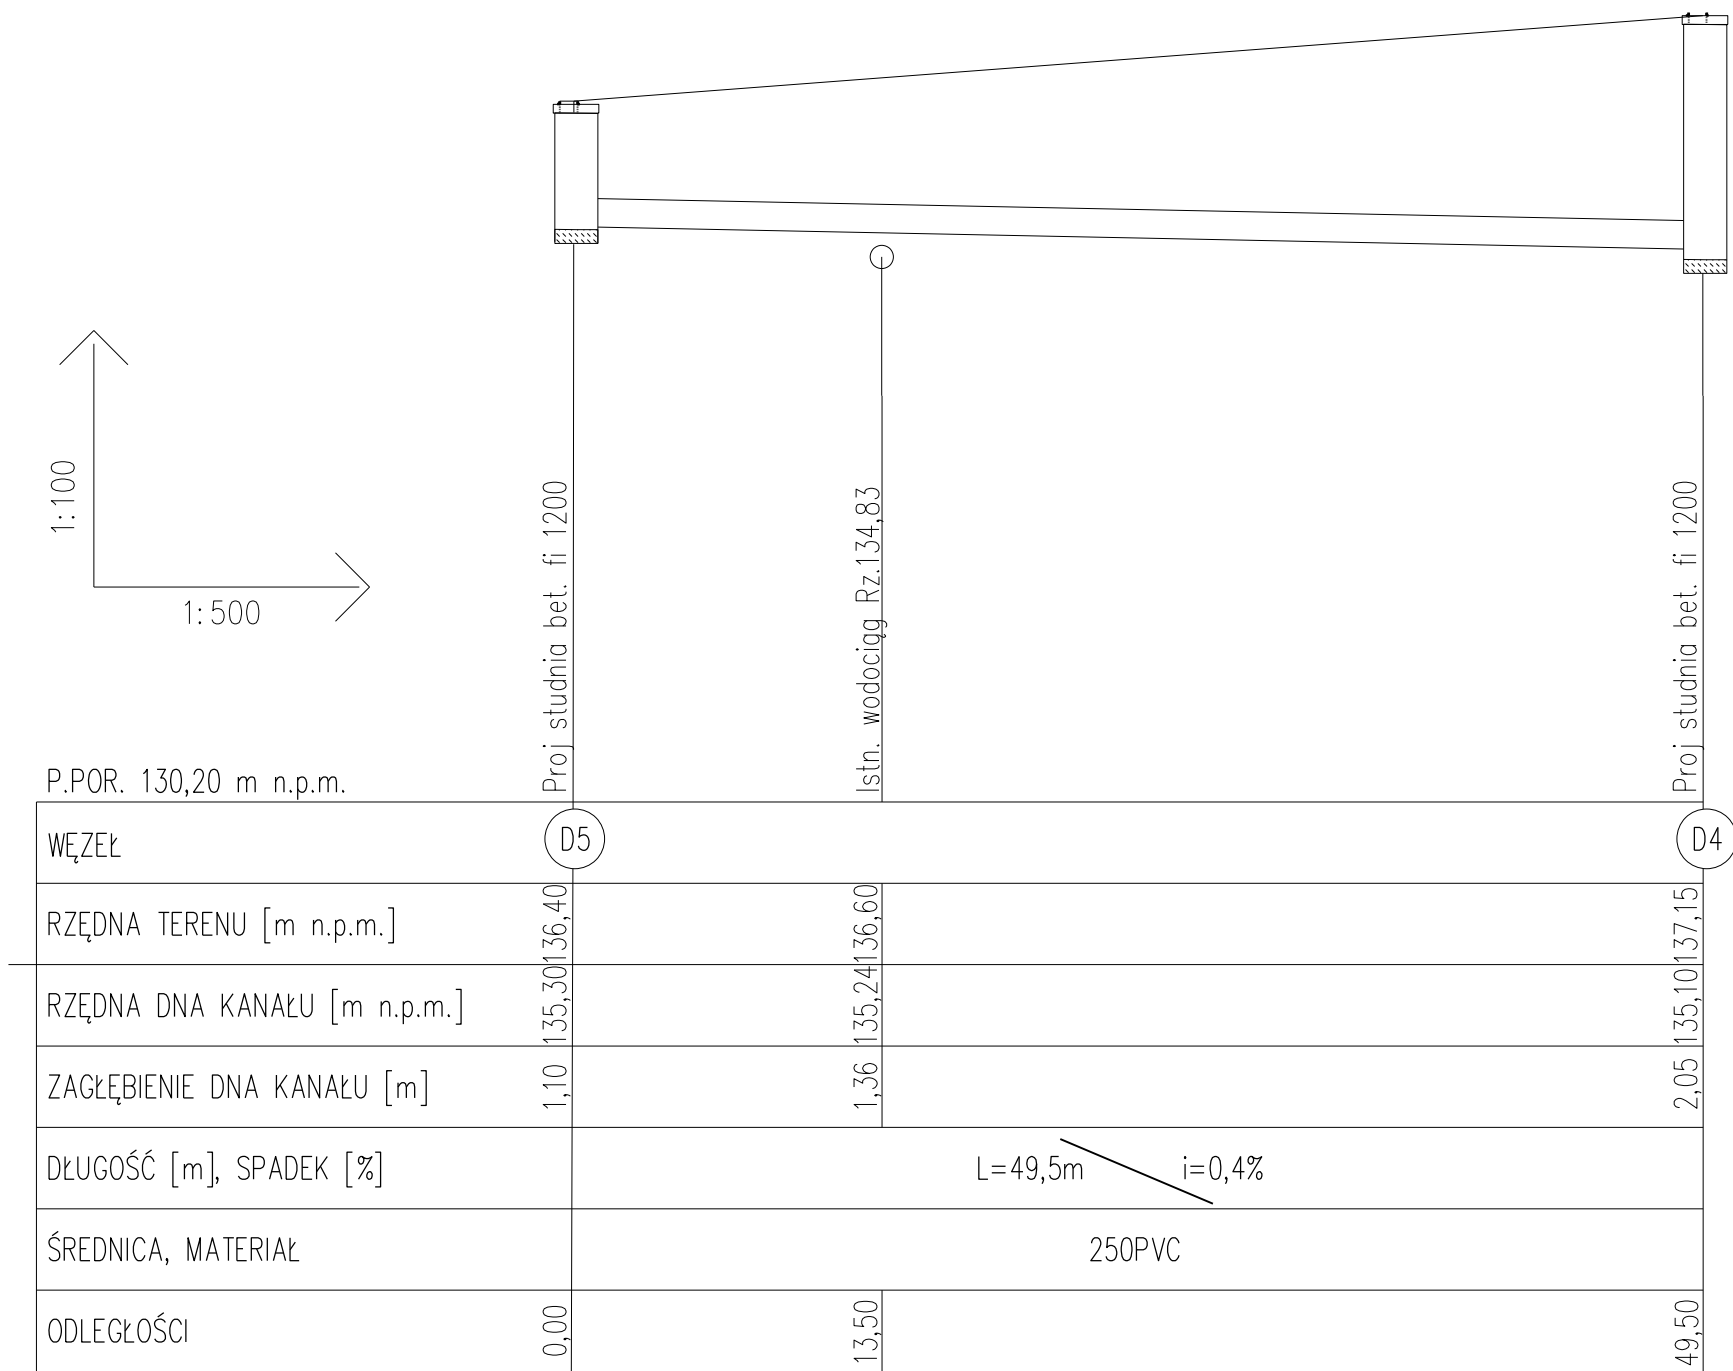 1:100
1:500
Proj studnia bet. fi 1200
Istn. wodociąg Rz.134,83
Proj studnia bet. fi 1200
P.POR. 130,20 m n.p.m.
WĘZEŁ
D5
D4
RZĘDNA TERENU [m n.p.m.]
136,40
136,60
137,15
RZĘDNA DNA KANAŁU [m n.p.m.]
135,30
135,24
135,10
ZAGŁĘBIENIE DNA KANAŁU [m]
1,10
1,36
2,05
DŁUGOŚĆ [m], SPADEK [%]
L=49,5m
i=0,4%
ŚREDNICA, MATERIAŁ
250PVC
ODLEGŁOŚCI
0,00
13,50
49,50